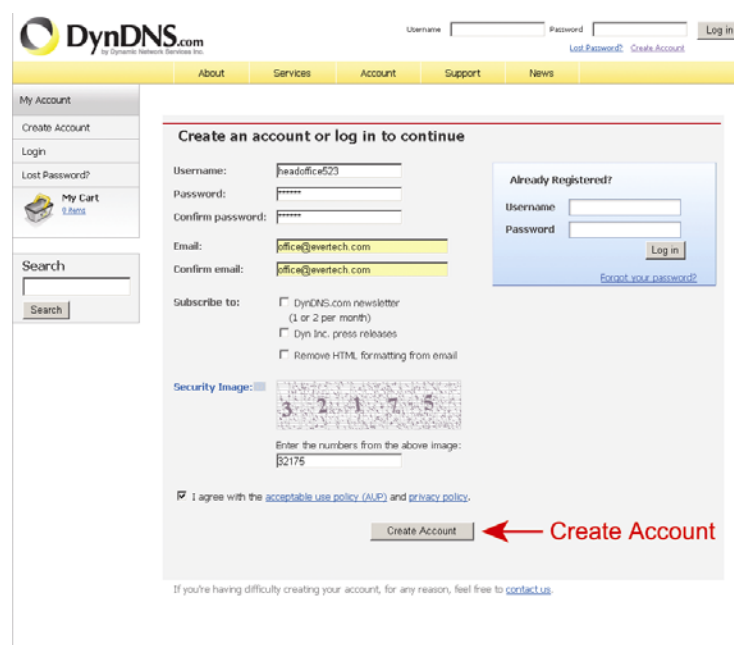 DynDNS.com
by Dynamic Network Services Inc.
Username
Password
Log in
Lost Password? Create Account
About Services Account Support News
My Account
Create Account
Login
Lost Password?
My Cart
0 items
Search
Search
Create an account or log in to continue
Username: headoffice523
Password: ******
Confirm password: ******
Email: office@evertech.com
Confirm email: office@evertech.com
Subscribe to: DynDNS.com newsletter
(1 or 2 per month)
Dyn Inc. press releases
Remove HTML formatting from email
Security Image:
3 2 1 7 5
Enter the numbers from the above image:
32175
I agree with the acceptable use policy (AUP) and privacy policy.
Create Account
Create Account
Already Registered?
Username
Password
Log in
Forgot your password?
If you're having difficulty creating your account, for any reason, feel free to contact us.